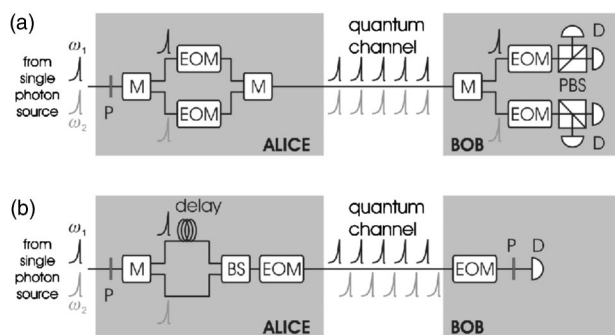 (a)
ω1
from
single
photon
source
ω2
P
M
EOM
EOM
M
ALICE
quantum
channel
M
EOM
EOM
PBS
D
D
BOB
(b)
ω1
from
single
photon
source
ω2
P
M
delay
BS
EOM
ALICE
quantum
channel
EOM
P
D
BOB